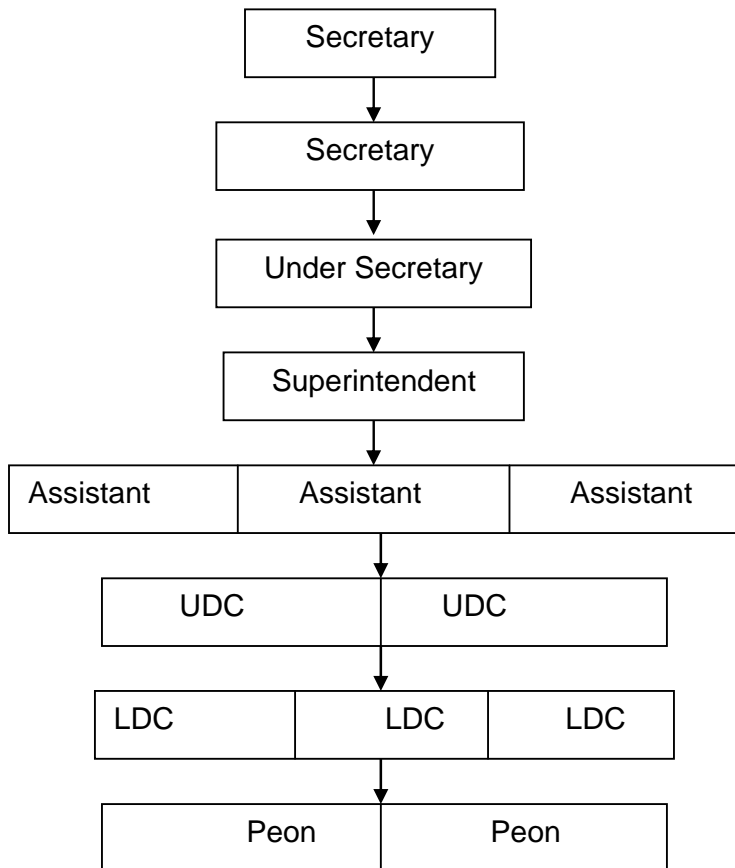 Secretary
Secretary
Under Secretary
Superintendent
Assistant Assistant Assistant
UDC UDC
LDC LDC LDC
Peon Peon